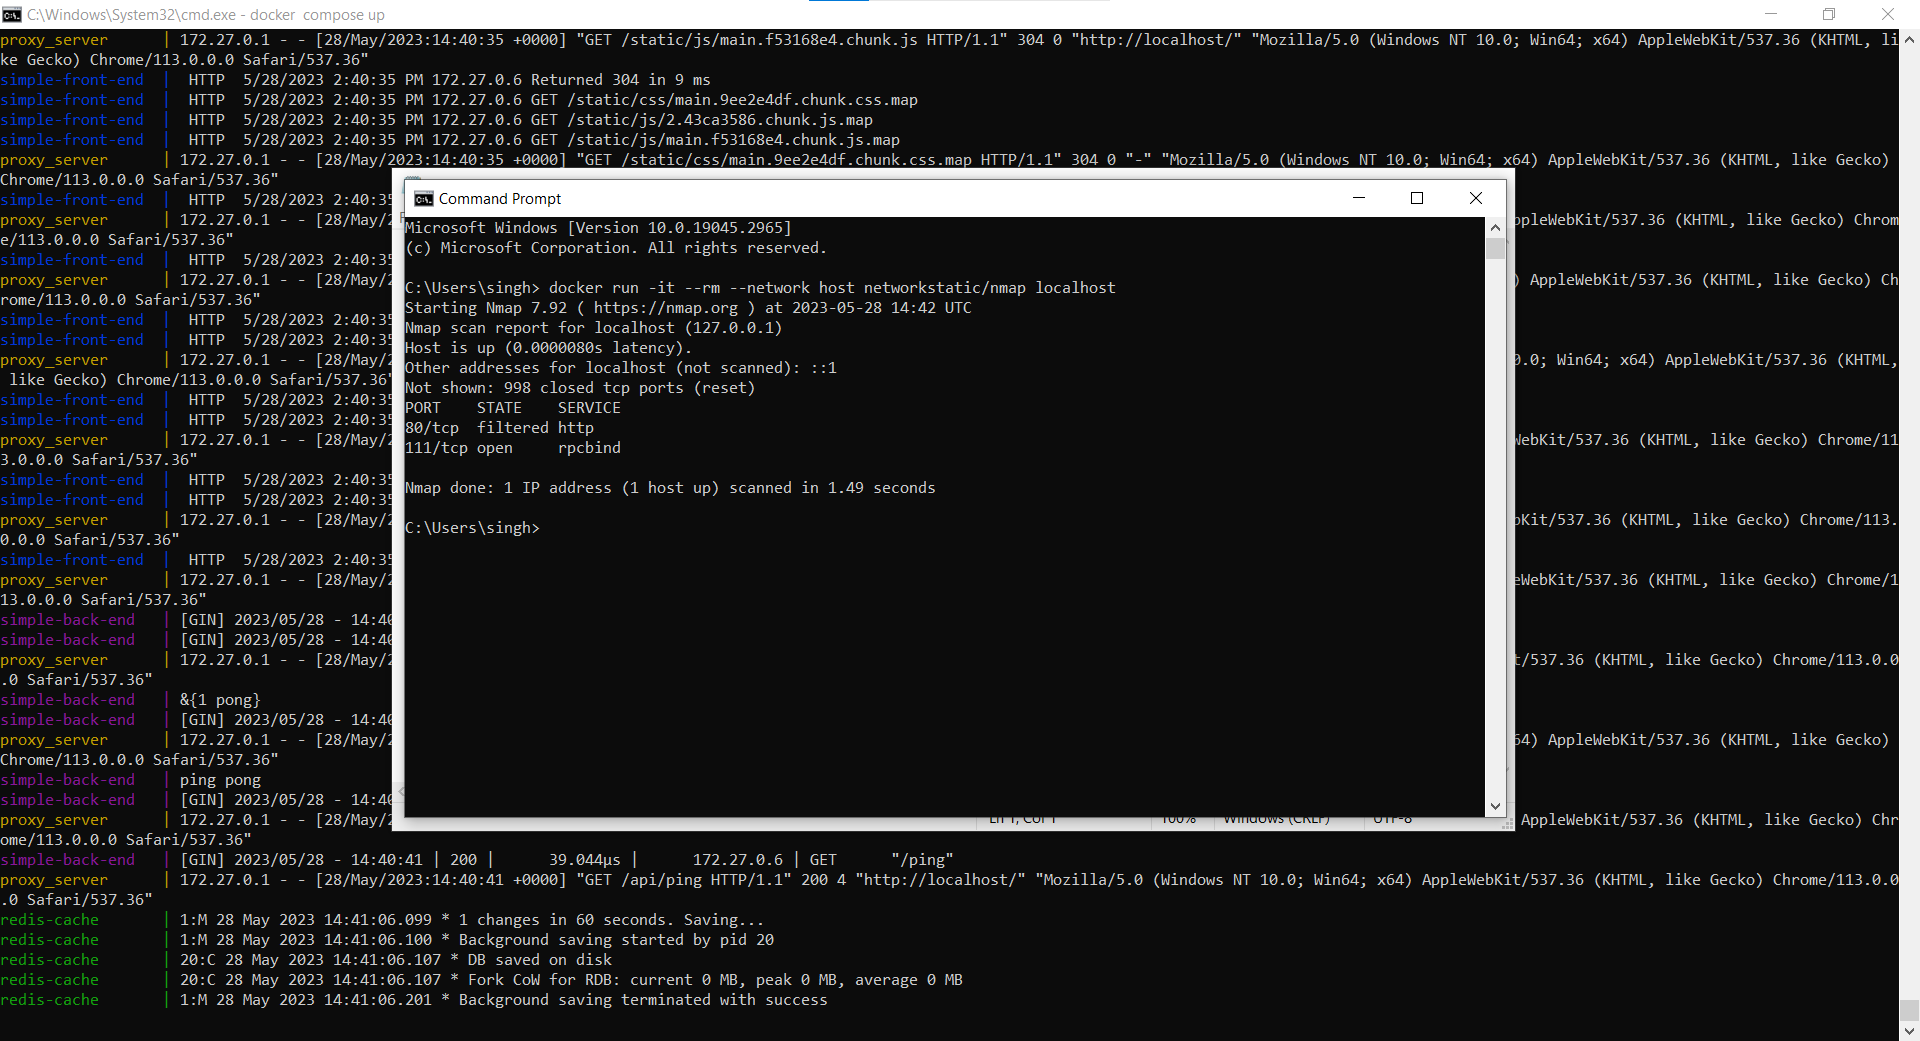 C:\Windows\System32\cmd.exe - docker  compose up
proxy_server       | 172.27.0.1 - - [28/May/2023:14:40:35 +0000] "GET /static/js/main.f53168e4.chunk.js HTTP/1.1" 304 0 "http://localhost/" "Mozilla/5.0 (Windows NT 10.0; Win64; x64) AppleWebKit/537.36 (KHTML, li
ke Gecko) Chrome/113.0.0.0 Safari/537.36"
simple-front-end  |  HTTP  5/28/2023 2:40:35 PM 172.27.0.6 Returned 304 in 9 ms
simple-front-end  |  HTTP  5/28/2023 2:40:35 PM 172.27.0.6 GET /static/css/main.9ee2e4df.chunk.css.map
simple-front-end  |  HTTP  5/28/2023 2:40:35 PM 172.27.0.6 GET /static/js/2.43ca3586.chunk.js.map
simple-front-end  |  HTTP  5/28/2023 2:40:35 PM 172.27.0.6 GET /static/js/main.f53168e4.chunk.js.map
proxy_server       | 172.27.0.1 - - [28/May/2023:14:40:35 +0000] "GET /static/css/main.9ee2e4df.chunk.css.map HTTP/1.1" 304 0 "-" "Mozilla/5.0 (Windows NT 10.0; Win64; x64) AppleWebKit/537.36 (KHTML, like Gecko)
Chrome/113.0.0.0 Safari/537.36"
simple-front-end  |  HTTP  5/28/2023 2:40:35
proxy_server       | 172.27.0.1 - - [28/May/2 ppleWebKit/537.36 (KHTML, like Gecko) Chrom
e/113.0.0.0 Safari/537.36"
simple-front-end  |  HTTP  5/28/2023 2:40:35
proxy_server       | 172.27.0.1 - - [28/May/2 ) AppleWebKit/537.36 (KHTML, like Gecko) Ch
rome/113.0.0.0 Safari/537.36"
simple-front-end  |  HTTP  5/28/2023 2:40:35
simple-front-end  |  HTTP  5/28/2023 2:40:35
proxy_server       | 172.27.0.1 - - [28/May/2 0.0; Win64; x64) AppleWebKit/537.36 (KHTML,
like Gecko) Chrome/113.0.0.0 Safari/537.36"
simple-front-end  |  HTTP  5/28/2023 2:40:35
simple-front-end  |  HTTP  5/28/2023 2:40:35
proxy_server       | 172.27.0.1 - - [28/May/2 WebKit/537.36 (KHTML, like Gecko) Chrome/11
3.0.0.0 Safari/537.36"
simple-front-end  |  HTTP  5/28/2023 2:40:35
simple-front-end  |  HTTP  5/28/2023 2:40:35
proxy_server       | 172.27.0.1 - - [28/May/2 bKit/537.36 (KHTML, like Gecko) Chrome/113.
0.0.0 Safari/537.36"
simple-front-end  |  HTTP  5/28/2023 2:40:35
proxy_server       | 172.27.0.1 - - [28/May/2 eWebKit/537.36 (KHTML, like Gecko) Chrome/1
13.0.0.0 Safari/537.36"
simple-back-end   | [GIN] 2023/05/28 - 14:40
simple-back-end   | [GIN] 2023/05/28 - 14:40
proxy_server       | 172.27.0.1 - - [28/May/2 t/537.36 (KHTML, like Gecko) Chrome/113.0.0
.0 Safari/537.36"
simple-back-end   | &{1 pong}
simple-back-end   | [GIN] 2023/05/28 - 14:40
proxy_server       | 172.27.0.1 - - [28/May/2 64) AppleWebKit/537.36 (KHTML, like Gecko)
Chrome/113.0.0.0 Safari/537.36"
simple-back-end   | ping pong
simple-back-end   | [GIN] 2023/05/28 - 14:40
proxy_server       | 172.27.0.1 - - [28/May/2 AppleWebKit/537.36 (KHTML, like Gecko) Chr
ome/113.0.0.0 Safari/537.36"
simple-back-end   | [GIN] 2023/05/28 - 14:40:41 | 200 |      39.044µs |      172.27.0.6 | GET      "/ping"
proxy_server       | 172.27.0.1 - - [28/May/2023:14:40:41 +0000] "GET /api/ping HTTP/1.1" 200 4 "http://localhost/" "Mozilla/5.0 (Windows NT 10.0; Win64; x64) AppleWebKit/537.36 (KHTML, like Gecko) Chrome/113.0.0
.0 Safari/537.36"
redis-cache       | 1:M 28 May 2023 14:41:06.099 * 1 changes in 60 seconds. Saving...
redis-cache       | 1:M 28 May 2023 14:41:06.100 * Background saving started by pid 20
redis-cache       | 20:C 28 May 2023 14:41:06.107 * DB saved on disk
redis-cache       | 20:C 28 May 2023 14:41:06.107 * Fork CoW for RDB: current 0 MB, peak 0 MB, average 0 MB
redis-cache       | 1:M 28 May 2023 14:41:06.201 * Background saving terminated with success
Command Prompt
Microsoft Windows [Version 10.0.19045.2965]
(c) Microsoft Corporation. All rights reserved.
C:\Users\singh> docker run -it --rm --network host networkstatic/nmap localhost
Starting Nmap 7.92 ( https://nmap.org ) at 2023-05-28 14:42 UTC
Nmap scan report for localhost (127.0.0.1)
Host is up (0.0000080s latency).
Other addresses for localhost (not scanned): ::1
Not shown: 998 closed tcp ports (reset)
PORT    STATE    SERVICE
80/tcp  filtered http
111/tcp open     rpcbind
Nmap done: 1 IP address (1 host up) scanned in 1.49 seconds
C:\Users\singh>
Ln 1, Col 1 100% Windows (CRLF) UTF-8